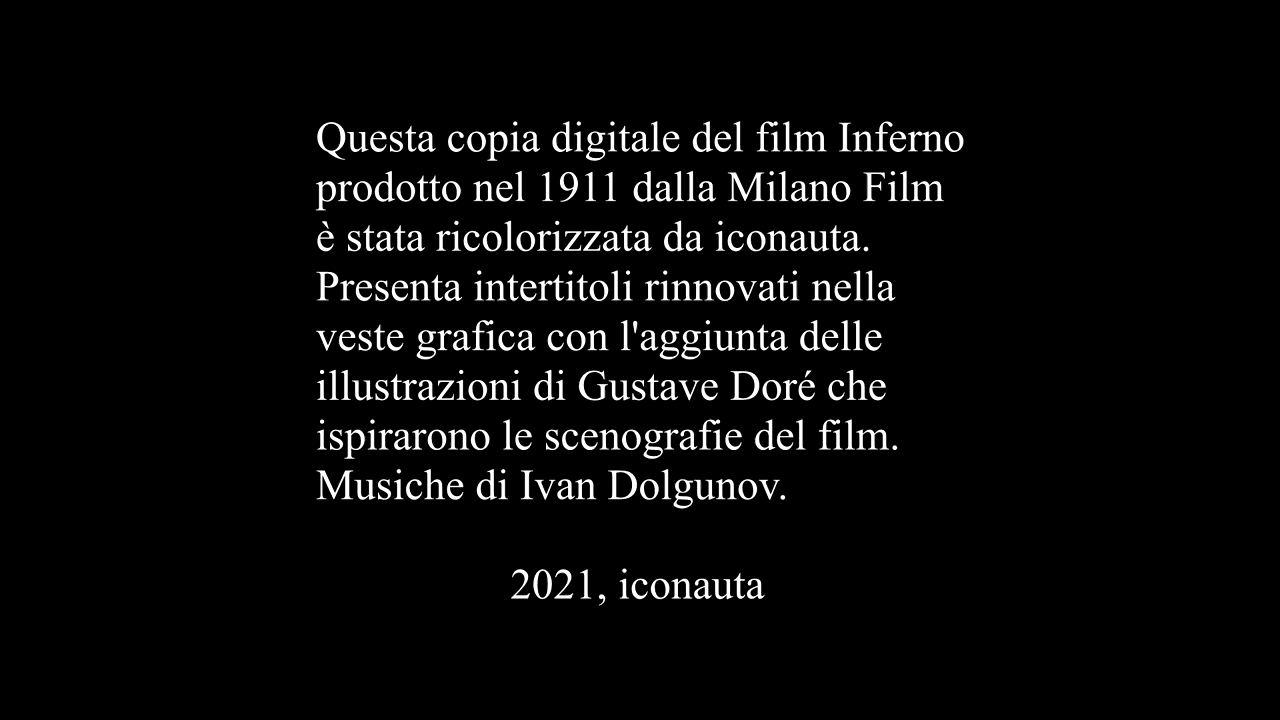 Questa copia digitale del film Inferno
prodotto nel 1911 dalla Milano Film
è stata ricolorizzata da iconauta.
Presenta intertitoli rinnovati nella
veste grafica con l'aggiunta delle
illustrazioni di Gustave Doré che
ispirarono le scenografie del film.
Musiche di Ivan Dolgunov.
2021, iconauta